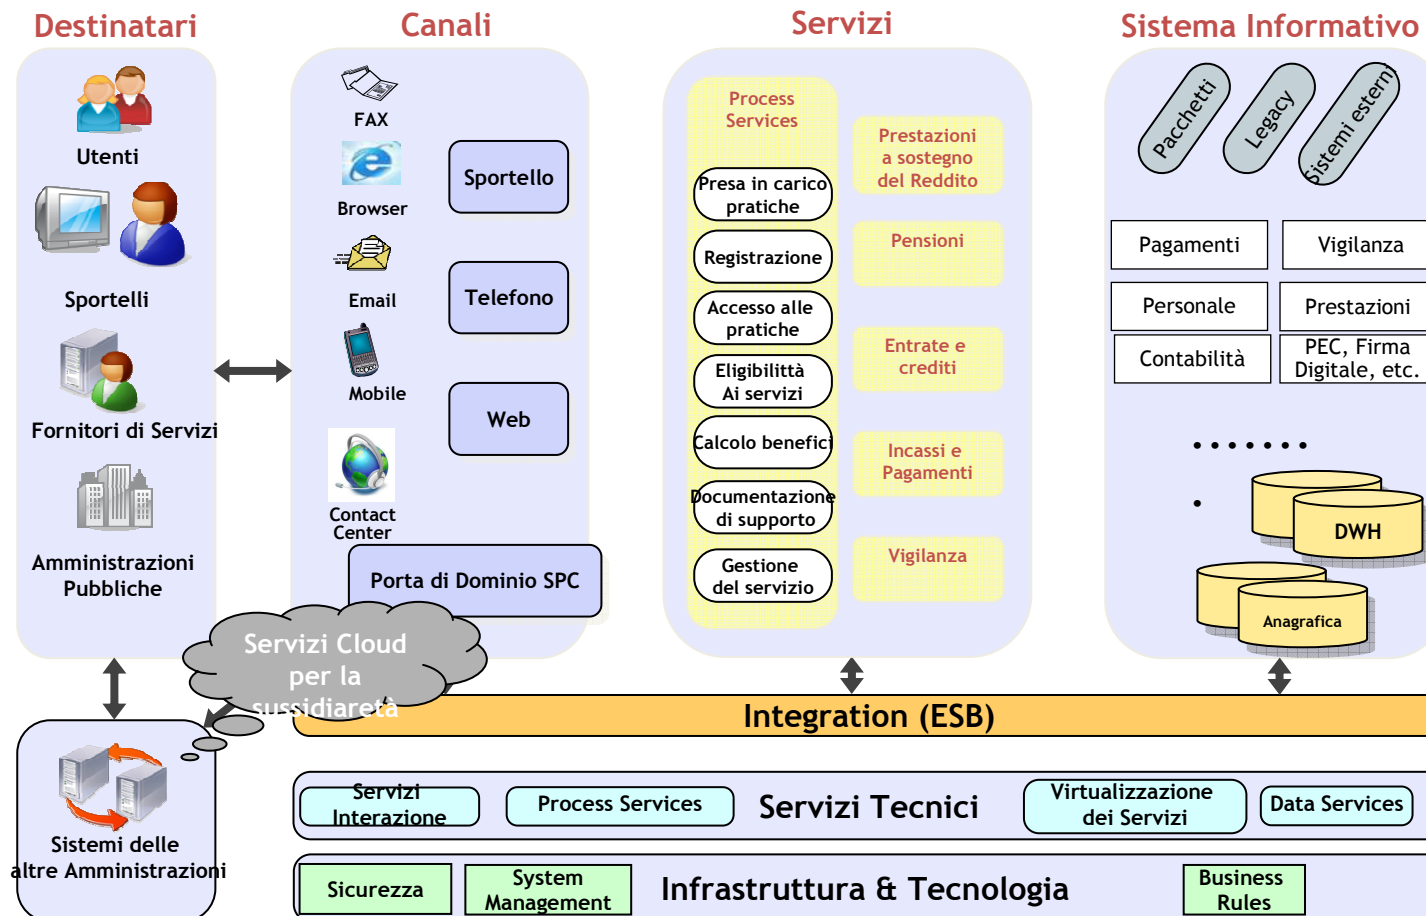 Destinatari
Canali
Servizi
Sistema Informativo
Utenti
Sportelli
Fornitori di Servizi
Amministrazioni
Pubbliche
FAX
Browser
Email
Mobile
Contact
Center
Sportello
Telefono
Web
Porta di Dominio SPC
Process
Services
Presa in carico
pratiche
Registrazione
Accesso alle
pratiche
Eligibilittà
Ai servizi
Calcolo benefici
Documentazione
di supporto
Gestione
del servizio
Prestazioni
a sostegno
del Reddito
Pensioni
Entrate e
crediti
Incassi e
Pagamenti
Vigilanza
Pacchetti
Legacy
Sistemi esterni
Pagamenti
Vigilanza
Personale
Prestazioni
Contabilità
PEC, Firma
Digitale, etc.
. . . . . . .
.
DWH
Anagrafica
Servizi Cloud
per la
sussidiaretà
Integration (ESB)
Sistemi delle
altre Amministrazioni
Servizi
Interazione
Process Services
Servizi Tecnici
Virtualizzazione
dei Servizi
Data Services
Sicurezza
System
Management
Infrastruttura & Tecnologia
Business
Rules